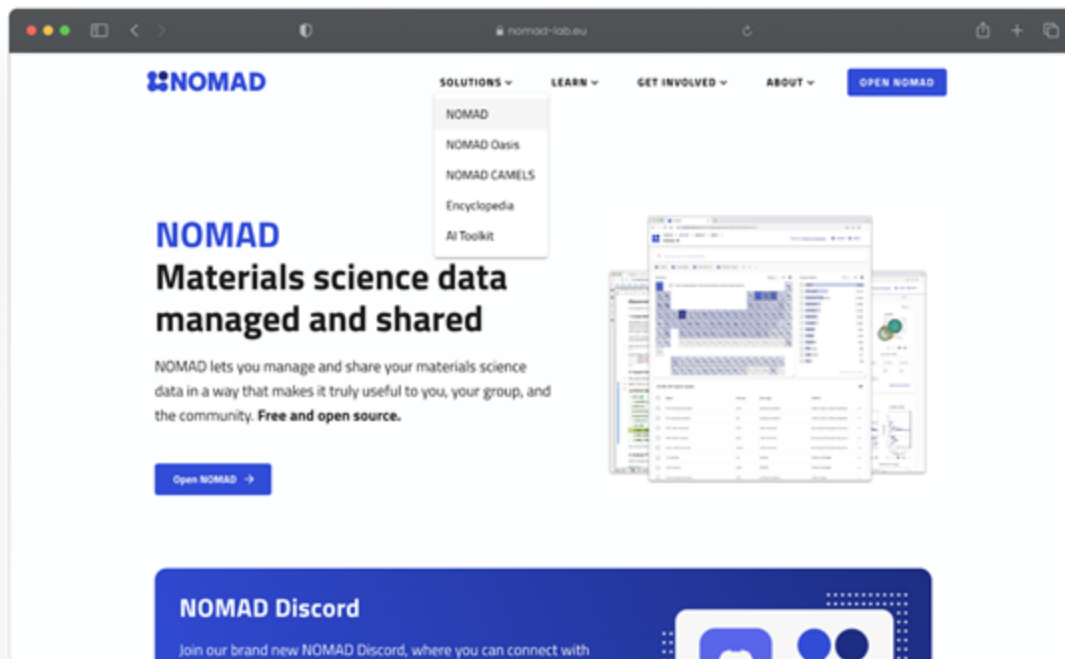 nomad-lab.eu
NOMAD
SOLUTIONS
LEARN
GET INVOLVED
ABOUT
OPEN NOMAD
NOMAD
NOMAD Oasis
NOMAD CAMELS
Encyclopedia
AI Toolkit
NOMAD
Materials science data
managed and shared
NOMAD lets you manage and share your materials science
data in a way that makes it truly useful to you, your group, and
the community. Free and open source.
Open NOMAD →
NOMAD Discord
Join our brand new NOMAD Discord, where you can connect with